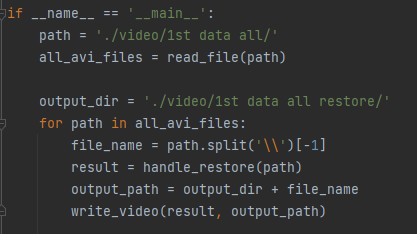 if __name__ == '__main__':
    path = './video/1st data all/'
    all_avi_files = read_file(path)

    output_dir = './video/1st data all restore/'
    for path in all_avi_files:
        file_name = path.split('\\')[-1]
        result = handle_restore(path)
        output_path = output_dir + file_name
        write_video(result, output_path)